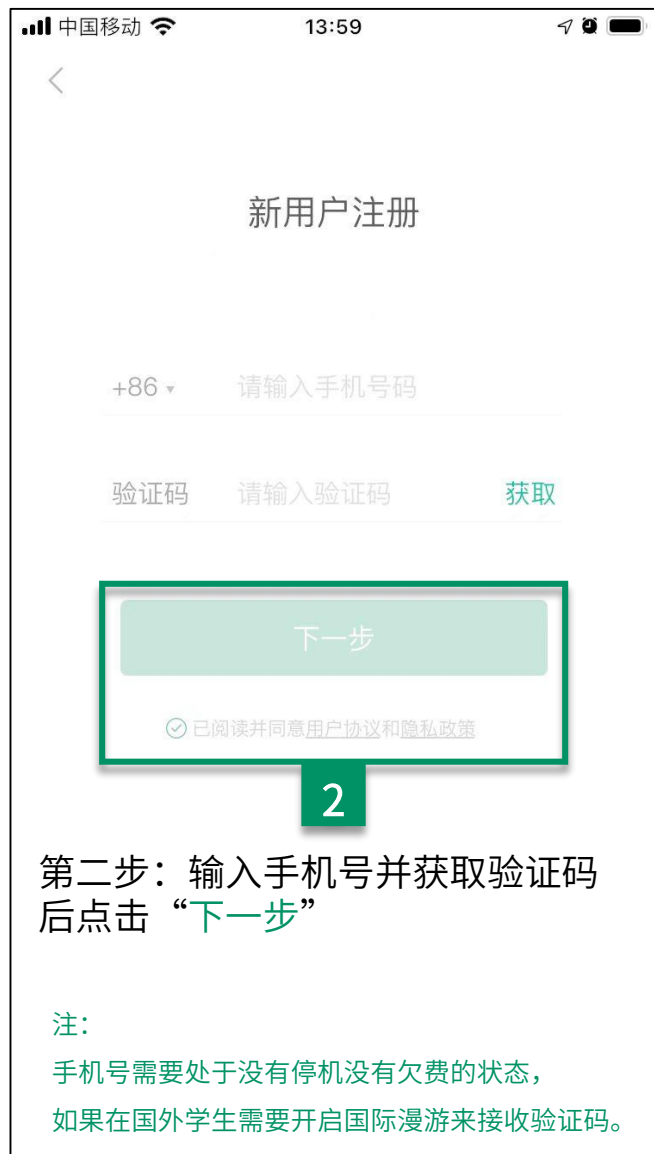 中国移动 13:59
新用户注册
+86 请输入手机号码
验证码 请输入验证码 获取
下一步
已阅读并同意用户协议和隐私政策
2
第二步：输入手机号并获取验证码
后点击“下一步”
注：
手机号需要处于没有停机没有欠费的状态，
如果在国外学生需要开启国际漫游来接收验证码。